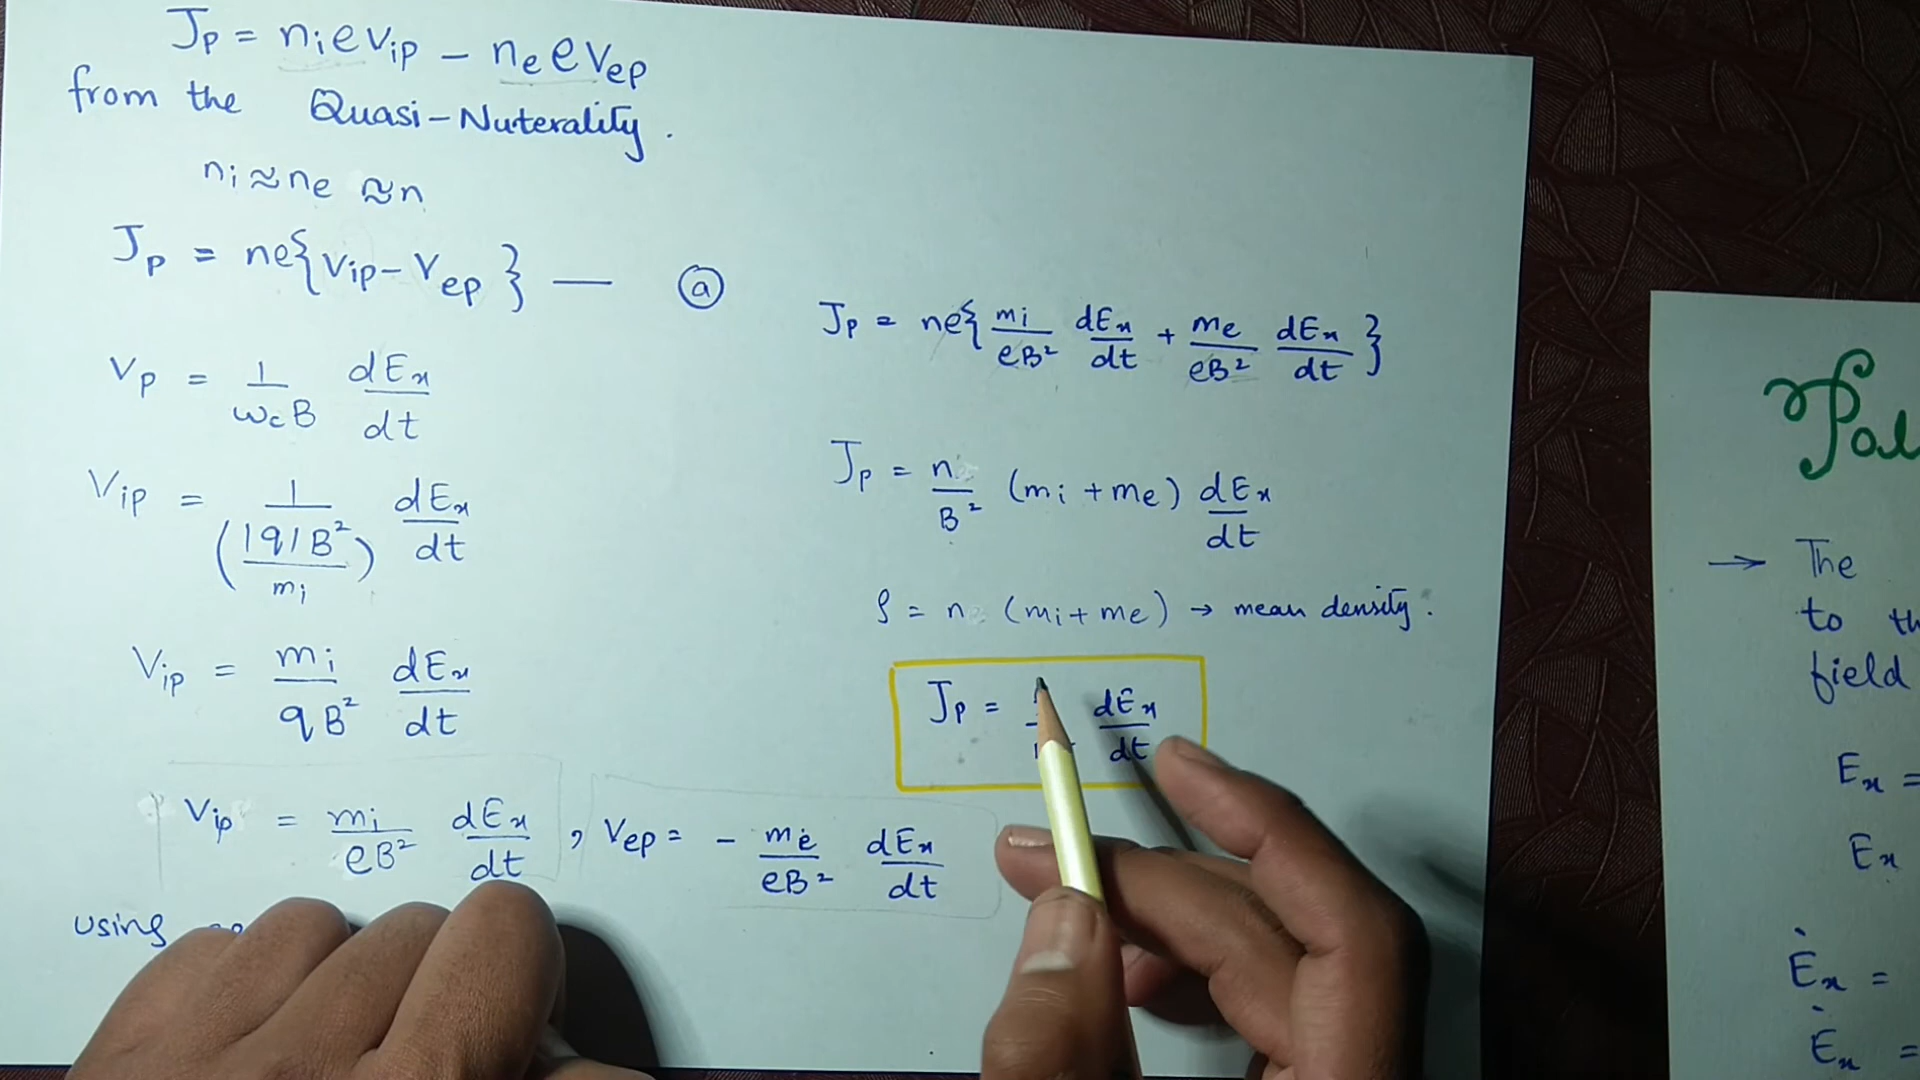 Jp = nievip - neevep
from the Quasi-Nuterality.
ni ≈ ne ≈ n
Jp = ne{vip - vep} — ⓐ
vp = 1/ωcB dEx/dt
Vip = 1/(|q|B²/mi) dEx/dt
Vip = mi/qB² dEx/dt
Vip = mi/eB² dEx/dt , Vep = - me/eB² dEx/dt
using
Jp = ne{mi/eB² dEx/dt + me/eB² dEx/dt}
Jp = n/B² (mi + me) dEx/dt
ρ = n (mi + me) → mean density.
Jp = dEx/dt
→ The
to
field
Ex =
Ex
Ėx =
Ėx =